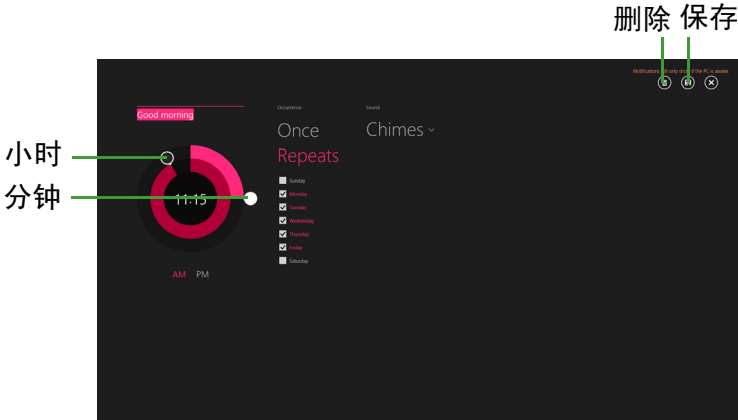 删除 保存
Notifications will only show if the PC is awake.
Good morning
小时
分钟
11:15
AM PM
Occurrence
Once
Repeats
Sunday
Monday
Tuesday
Wednesday
Thursday
Friday
Saturday
Sound
Chimes